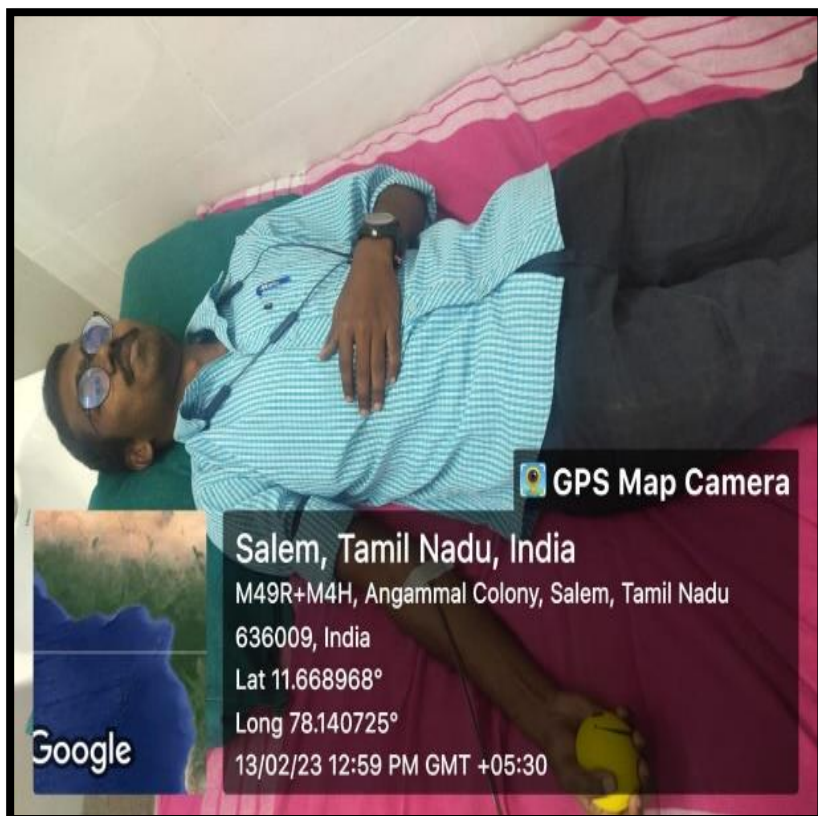 GPS Map Camera
Salem, Tamil Nadu, India
M49R+M4H, Angammal Colony, Salem, Tamil Nadu
636009, India
Lat 11.668968°
Long 78.140725°
13/02/23 12:59 PM GMT +05:30
Google